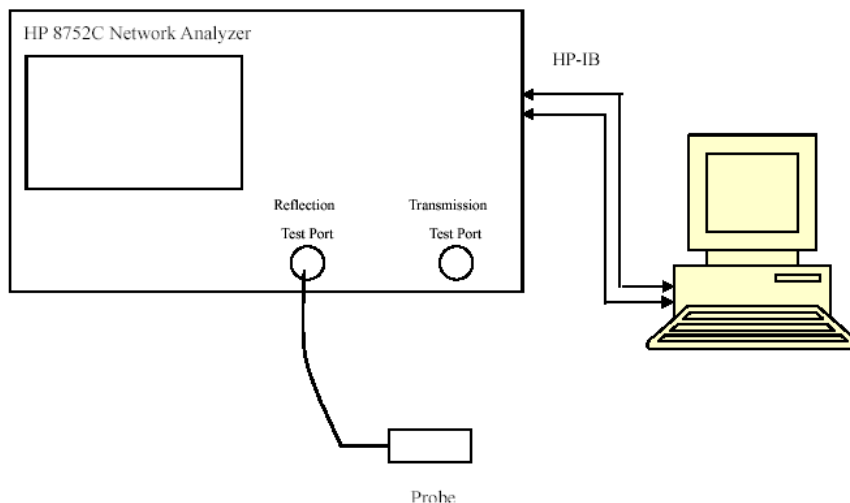 HP 8752C Network Analyzer
HP-IB
Reflection
Test Port
Transmission
Test Port
Probe